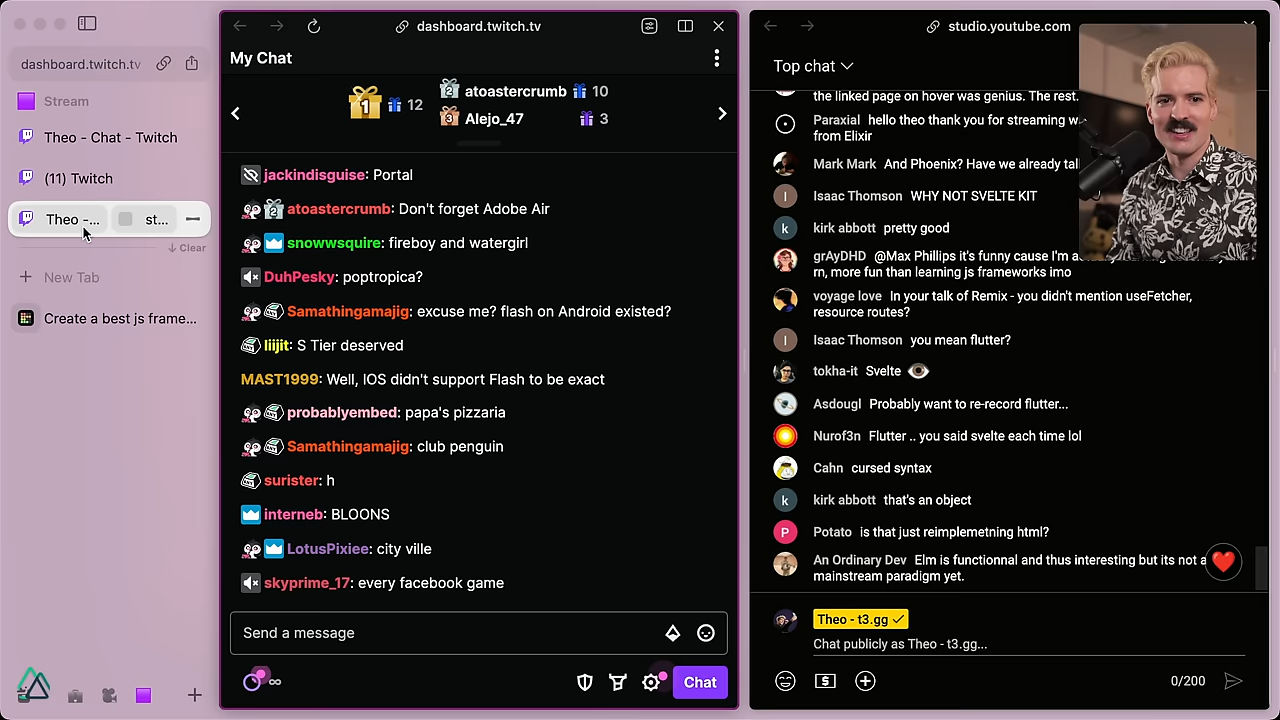 dashboard.twitch.tv
Stream
Theo - Chat - Twitch
(11) Twitch
Theo -...
st...
Clear
New Tab
Create a best js frame...
dashboard.twitch.tv
My Chat
1
12
2
atoastercrumb
10
3
Alejo_47
3
jackindisguise: Portal
2
atoastercrumb: Don't forget Adobe Air
snowwsquire: fireboy and watergirl
DuhPesky: poptropica?
Samathingamajig: excuse me? flash on Android existed?
liijit: S Tier deserved
MAST1999: Well, IOS didn't support Flash to be exact
probablyembed: papa's pizzaria
Samathingamajig: club penguin
surister: h
interneb: BLOONS
LotusPixiee: city ville
skyprime_17: every facebook game
Send a message
∞
Chat
studio.youtube.com
Top chat
the linked page on hover was genius. The rest.
Paraxial hello theo thank you for streaming w
from Elixir
Mark Mark And Phoenix? Have we already tal
I
Isaac Thomson WHY NOT SVELTE KIT
k
kirk abbott pretty good
grAyDHD @Max Phillips it's funny cause I'm a
rn, more fun than learning js frameworks imo
voyage love In your talk of Remix - you didn't mention useFetcher,
resource routes?
I
Isaac Thomson you mean flutter?
tokha-it Svelte
Asdougl Probably want to re-record flutter...
Nurof3n Flutter .. you said svelte each time lol
Cahn cursed syntax
k
kirk abbott that's an object
P
Potato is that just reimplemetning html?
An Ordinary Dev Elm is functionnal and thus interesting but its not a
mainstream paradigm yet.
Theo - t3.gg
Chat publicly as Theo - t3.gg...
$
0/200